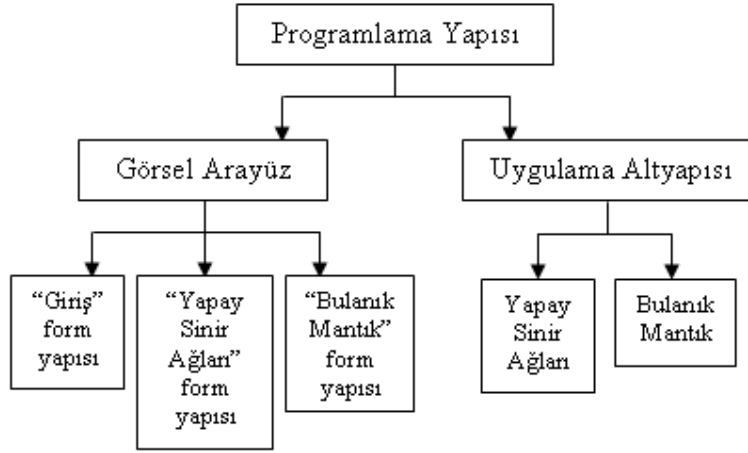 Programlama Yapısı
Görsel Arayüz
Uygulama Altyapısı
“Giriş”
form
yapısı
“Yapay
Sinir
Ağları”
form
yapısı
“Bulanık
Mantık”
form
yapısı
Yapay
Sinir
Ağları
Bulanık
Mantık